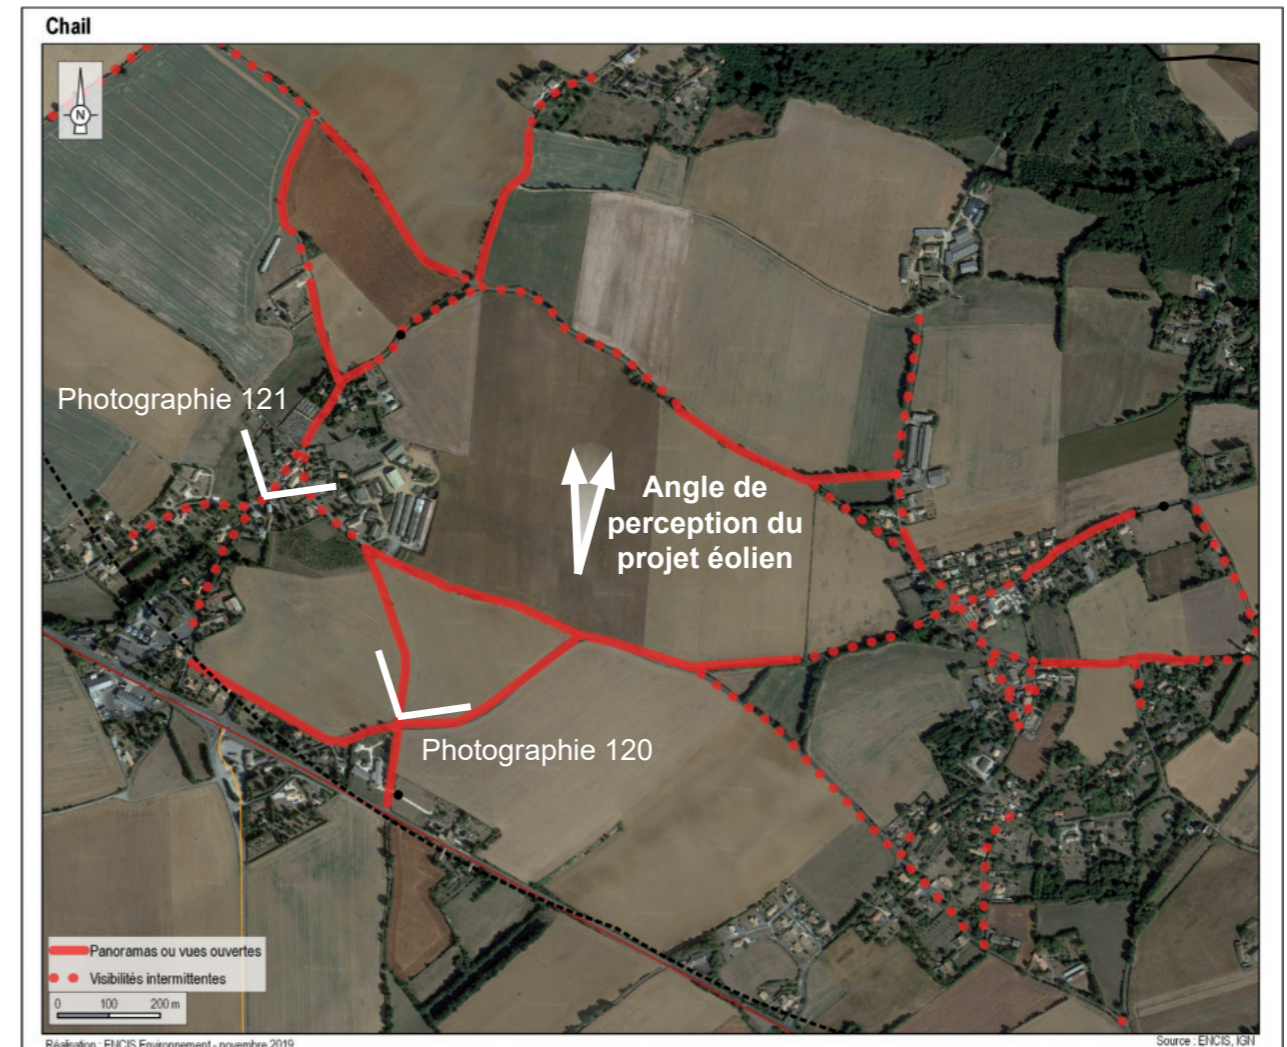 Chail
N
Photographie 121
Angle de
perception du
projet éolien
Photographie 120
Panoramas ou vues ouvertes
Visibilités intermittentes
0 100 200 m
Réalisation : ENCIS Environnement - novembre 2019
Source : ENCIS, IGN